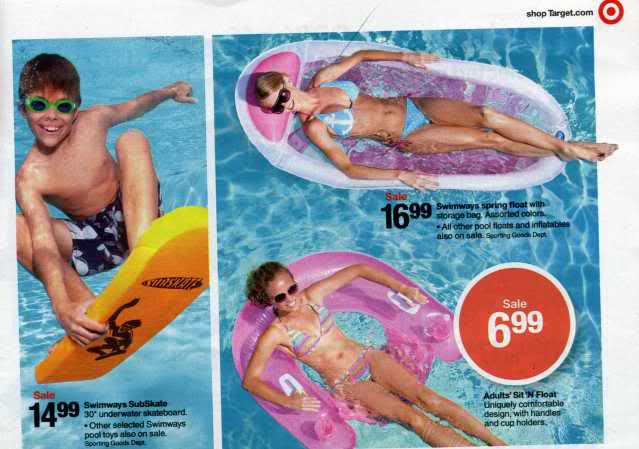 shop Target.com
SUBSKATE
Sale
14.99
Swimways SubSkate
30" underwater skateboard.
• Other selected Swimways
pool toys also on sale.
Sporting Goods Dept.
Sale
16.99
Swimways spring float with
storage bag. Assorted colors.
• All other pool floats and inflatables
also on sale. Sporting Goods Dept.
Sale
6.99
Adults' Sit 'N Float
Uniquely comfortable
design, with handles
and cup holders.